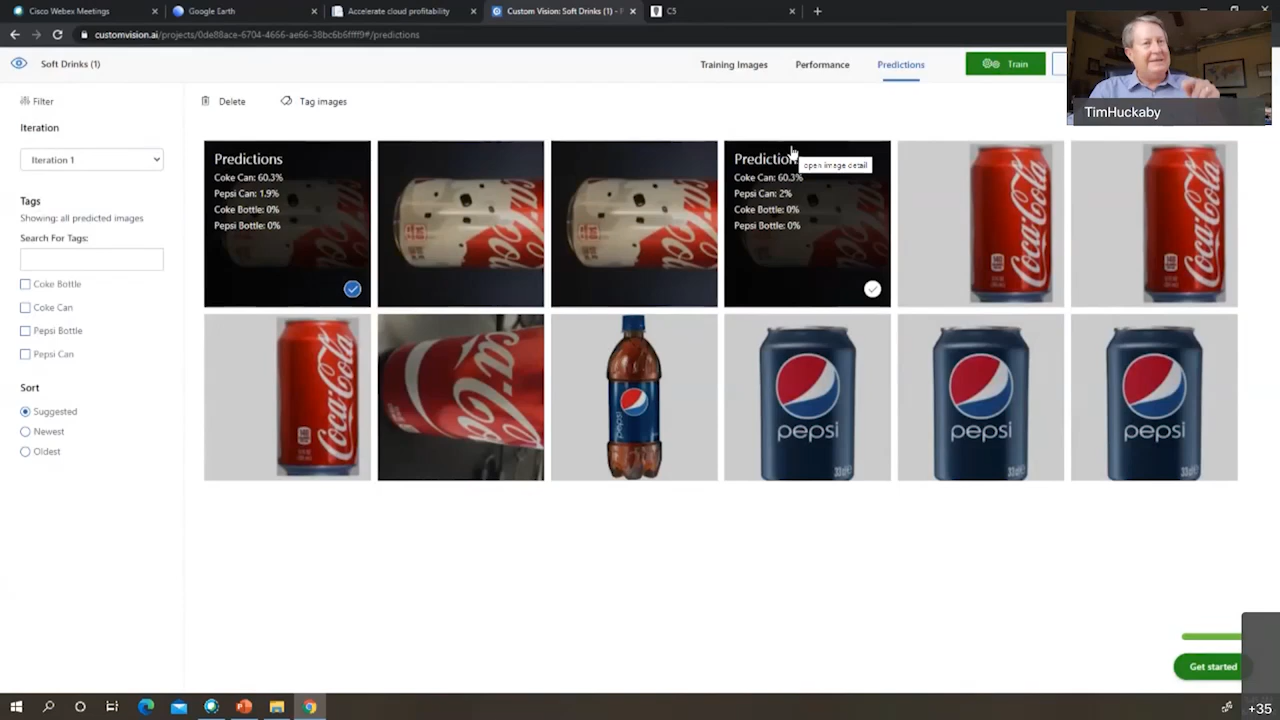 Cisco Webex Meetings
Google Earth
Accelerate cloud profitability
Custom Vision: Soft Drinks (1) - P
C5
customvision.ai/projects/0de88ace-6704-4666-ae66-38bc6b6ffff9#/predictions
Soft Drinks (1)
Training Images
Performance
Predictions
Train
TimHuckaby
Filter
Delete
Tag images
Iteration
Iteration 1
Tags
Showing: all predicted images
Search For Tags:
Coke Bottle
Coke Can
Pepsi Bottle
Pepsi Can
Sort
Suggested
Newest
Oldest
Predictions
Coke Can: 60.3%
Pepsi Can: 1.9%
Coke Bottle: 0%
Pepsi Bottle: 0%
Prediction
open image detail
Coke Can: 60.3%
Pepsi Can: 2%
Coke Bottle: 0%
Pepsi Bottle: 0%
Coca-Cola
Coca-Cola
Coca-Cola
pepsi
pepsi
pepsi
pepsi
Get started
+35